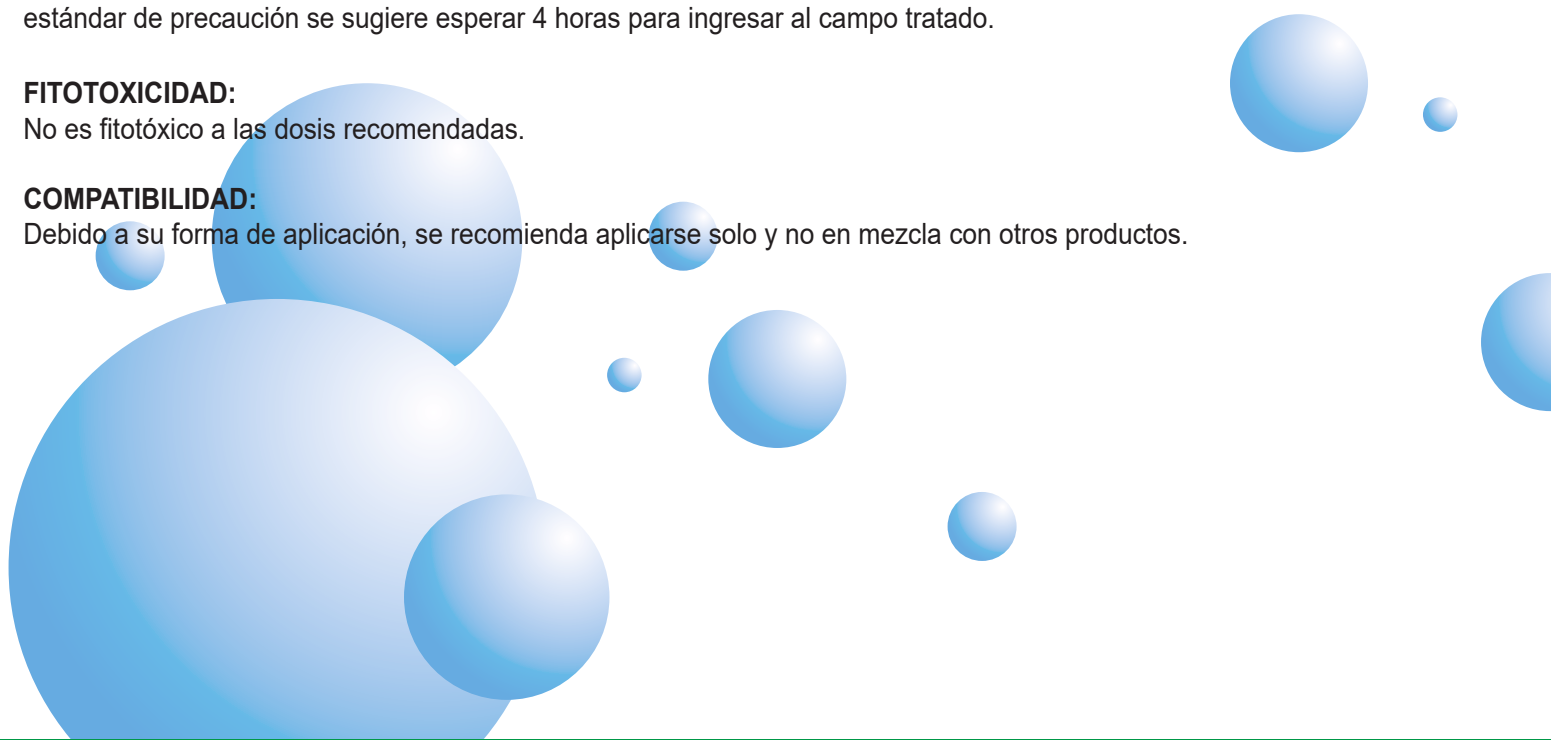 estándar de precaución se sugiere esperar 4 horas para ingresar al campo tratado.
FITOTOXICIDAD:
No es fitotóxico a las dosis recomendadas.
COMPATIBILIDAD:
Debido a su forma de aplicación, se recomienda aplicarse solo y no en mezcla con otros productos.